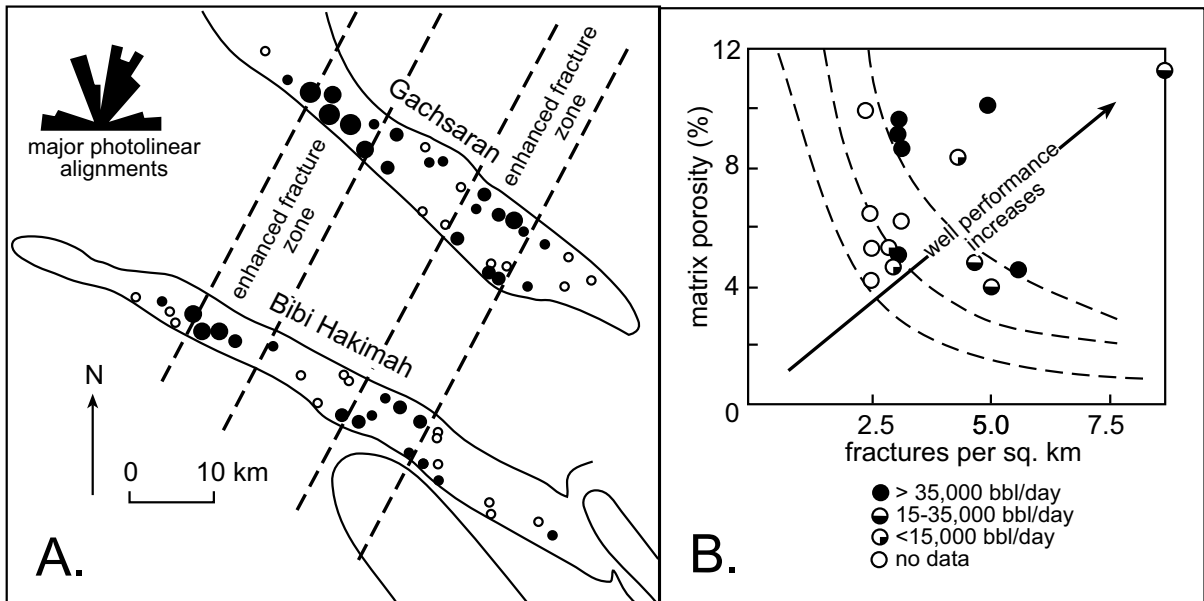 A.
major photolinear
alignments
Gachsaran
enhanced fracture
zone
enhanced fracture
zone
Bibi Hakimah
N
0 10 km
B.
matrix porosity (%)
12
8
4
0
2.5 5.0 7.5
fractures per sq. km
well performance
increases
> 35,000 bbl/day
15-35,000 bbl/day
<15,000 bbl/day
no data